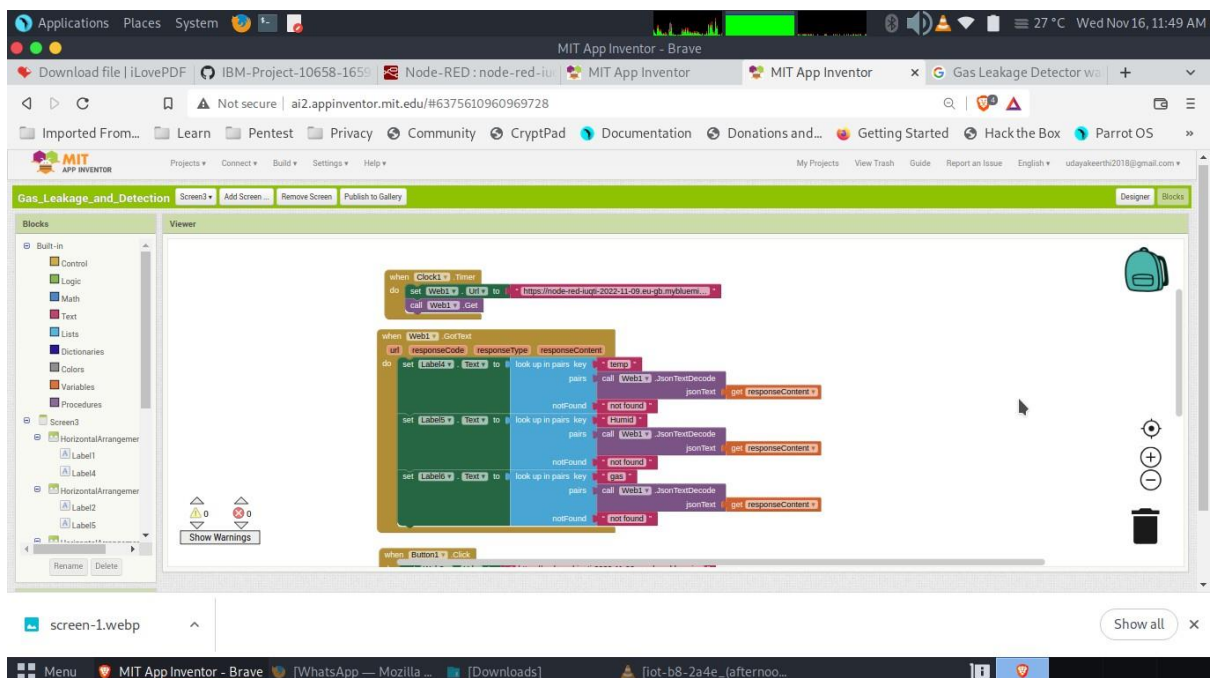 Applications Places System
27 °C Wed Nov 16, 11:49 AM
MIT App Inventor - Brave
Download file | iLovePDF
IBM-Project-10658-1659
Node-RED : node-red-iu
MIT App Inventor
MIT App Inventor
Gas Leakage Detector wa
Not secure ai2.appinventor.mit.edu/#6375610960969728
Imported From... Learn Pentest Privacy Community CryptPad Documentation Donations and... Getting Started Hack the Box Parrot OS »
MIT
APP INVENTOR
Projects Connect Build Settings Help
My Projects View Trash Guide Report an Issue English udayakeerthi2018@gmail.com
Gas_Leakage_and_Detection Screen3 Add Screen ... Remove Screen Publish to Gallery Designer Blocks
Blocks Viewer
Built-in
Control
Logic
Math
Text
Lists
Dictionaries
Colors
Variables
Procedures
Screen3
HorizontalArrangemer
Label1
Label4
HorizontalArrangemer
Label2
Label5
Rename Delete
when Clock1 .Timer
do set Web1 . Url to " https://node-red-iuqti-2022-11-09.eu-gb.mybluemi... "
call Web1 .Get
when Web1 .GotText
url responseCode responseType responseContent
do set Label4 . Text to look up in pairs key " temp "
pairs call Web1 .JsonTextDecode
jsonText get responseContent
notFound " not found "
set Label5 . Text to look up in pairs key " Humid "
pairs call Web1 .JsonTextDecode
jsonText get responseContent
notFound " not found "
set Label6 . Text to look up in pairs key " gas "
pairs call Web1 .JsonTextDecode
jsonText get responseContent
notFound " not found "
when Button1 .Click
0 0
Show Warnings
screen-1.webp
Show all
Menu MIT App Inventor - Brave [WhatsApp — Mozilla ... [Downloads] [iot-b8-2a4e_(afternoo...